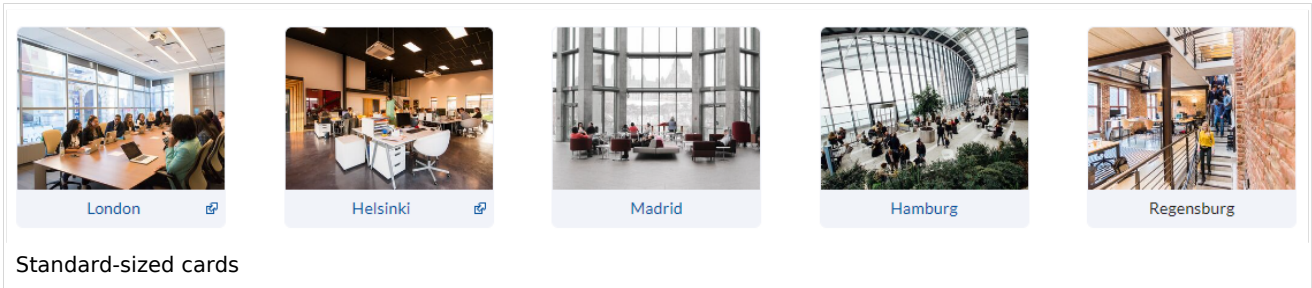 London
Helsinki
Madrid
Hamburg
Regensburg
Standard-sized cards